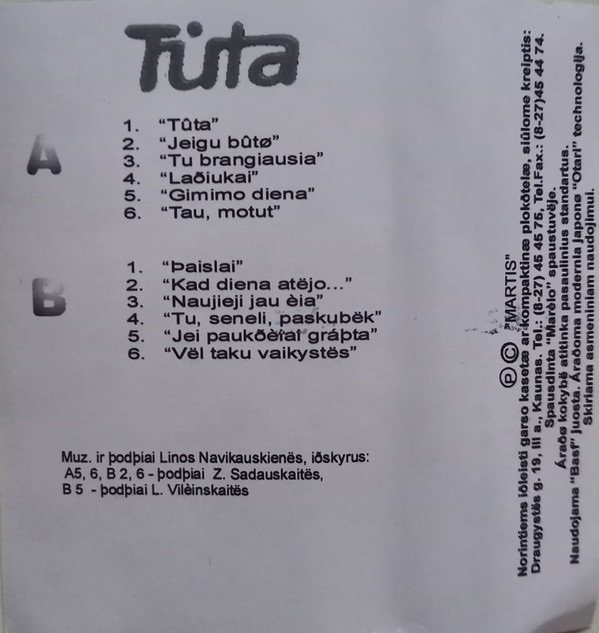 Tūta
A
1. “Tûta”
2. “Jeigu bûtø”
3. “Tu brangiausia”
4. “Laðiukai”
5. “Gimimo diena”
6. “Tau, motut”
B
1. “Þaislai”
2. “Kad diena atëjo...”
3. “Naujieji jau èia”
4. “Tu, seneli, paskubëk”
5. “Jei paukðèiai gráþta”
6. “Vël taku vaikystës”
Muz. ir þodþiai Linos Navikauskienës, iðskyrus:
A5, 6, B 2, 6 - þodþiai Z. Sadauskaitës,
B 5 - þodþiai L. Vilèinskaitës
Ⓟ Ⓒ "MARTIS"
Norintiems iðleisti garso kasetæ ar kompaktinæ plokðtelæ, siûlome kreiptis:
Draugystës g. 19, III a., Kaunas. Tel.: (8-27) 45 45 75, Tel.Fax.: (8-27)45 44 74.
Spausdinta “Marëlo” spaustuvëje.
Áraðø kokybë atitinka pasaulinius standartus.
Naudojama “Basf” juosta. Áraðoma modernia japonø “Otari” technologija.
Skiriama asmeniniam naudojimui.